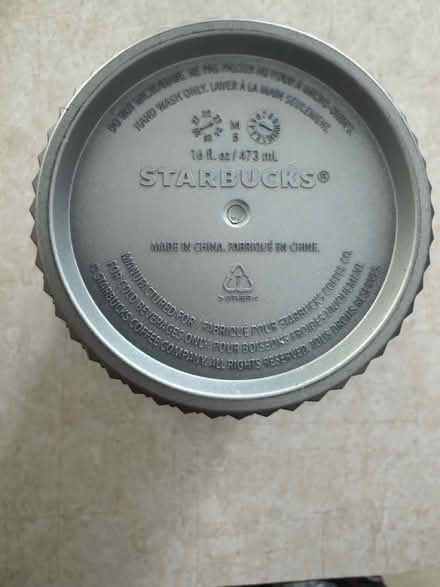 DO NOT MICROWAVE. NE PAS PASSER AU FOUR À MICRO-ONDES.
HAND WASH ONLY. LAVER À LA MAIN SEULEMENT.
M
5
16 fl. oz / 473 mL
STARBUCKS®
MADE IN CHINA. FABRIQUÉ EN CHINE.
>OTHER<
MANUFACTURED FOR / FABRIQUÉ POUR STARBUCKS COFFEE CO.
FOR COLD BEVERAGES ONLY. POUR BOISSONS FROIDES UNIQUEMENT.
©STARBUCKS COFFEE COMPANY. ALL RIGHTS RESERVED. TOUS DROITS RÉSERVÉS.